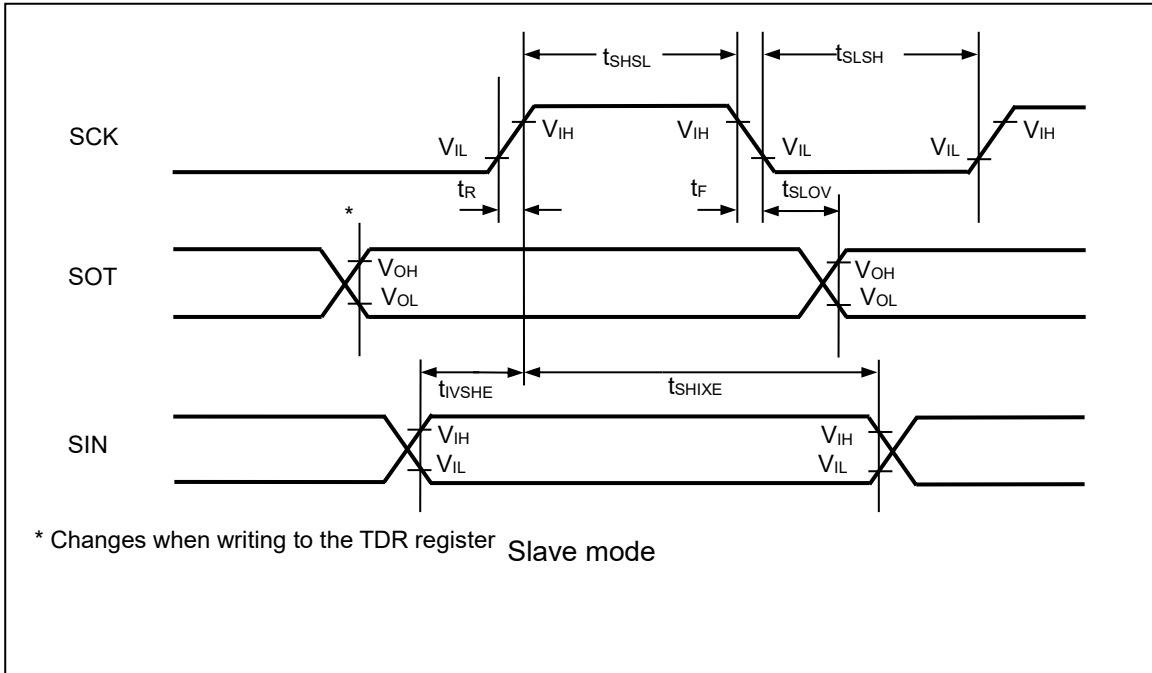 tSHSL
tSLSH
SCK
VIH
VIH
VIH
VIL
VIL
VIL
tR
tF
tSLOV
*
SOT
VOH
VOH
VOL
VOL
tIVSHE
tSHIXE
SIN
VIH
VIH
VIL
VIL
* Changes when writing to the TDR register
Slave mode